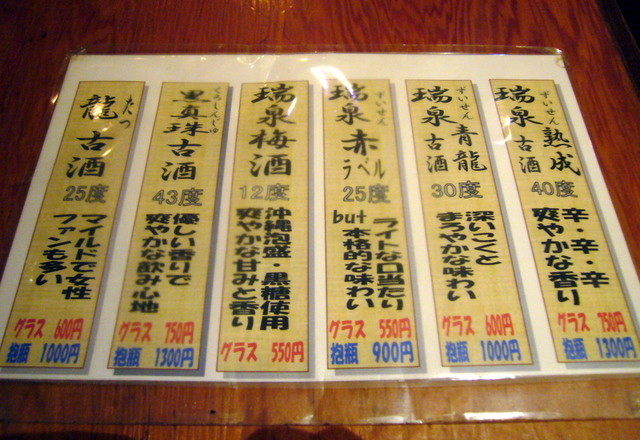 ずいせん
瑞泉 熟成
古酒
40度
辛・辛・辛
爽やかな香り
グラス 750円
抱瓶 1300円
ずいせん
瑞泉 青龍
古酒
30度
深いこくと
まろやかな味わい
グラス 600円
抱瓶 1000円
ずいせん
瑞泉 赤ラベル
25度
ライトな口当たり
but 本格的な味わい
グラス 550円
抱瓶 900円
瑞泉梅酒
12度
沖縄泡盛・黒糖使用
爽やかな甘みと香り
グラス 550円
くろしんじゅ
黒真珠 古酒
43度
優しい香りで
爽やかな飲み心地
グラス 750円
抱瓶 1300円
たつ
龍 古酒
25度
マイルドで女性
ファンも多い
グラス 600円
抱瓶 1000円